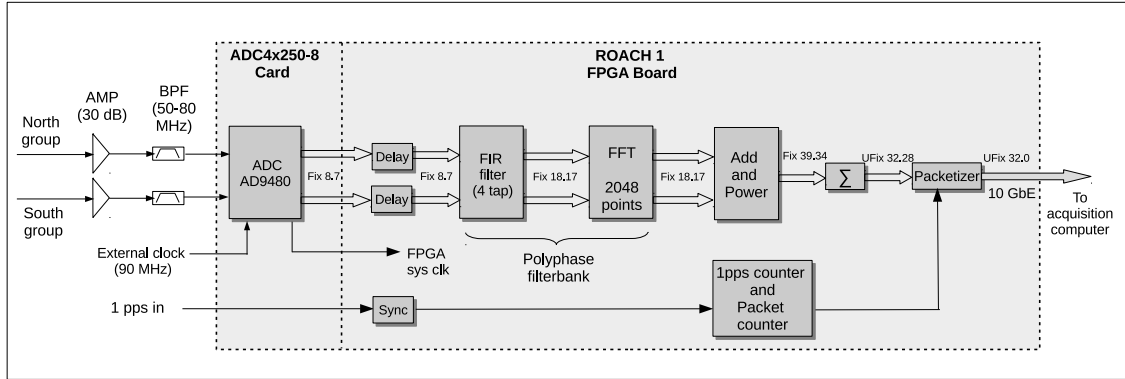 ADC4x250-8
Card
ROACH 1
FPGA Board
AMP
(30 dB)
BPF
(50-80
MHz)
North
group
South
group
ADC
AD9480
Fix 8.7
Delay
Delay
Fix 8.7
FIR
filter
(4 tap)
Fix 18.17
FFT
2048
points
Fix 18.17
Add
and
Power
Fix 39.34
Σ
UFix 32.28
Packetizer
UFix 32.0
10 GbE
To
acquisition
computer
External clock
(90 MHz)
FPGA
sys clk
Polyphase
filterbank
1 pps in
Sync
1pps counter
and
Packet
counter